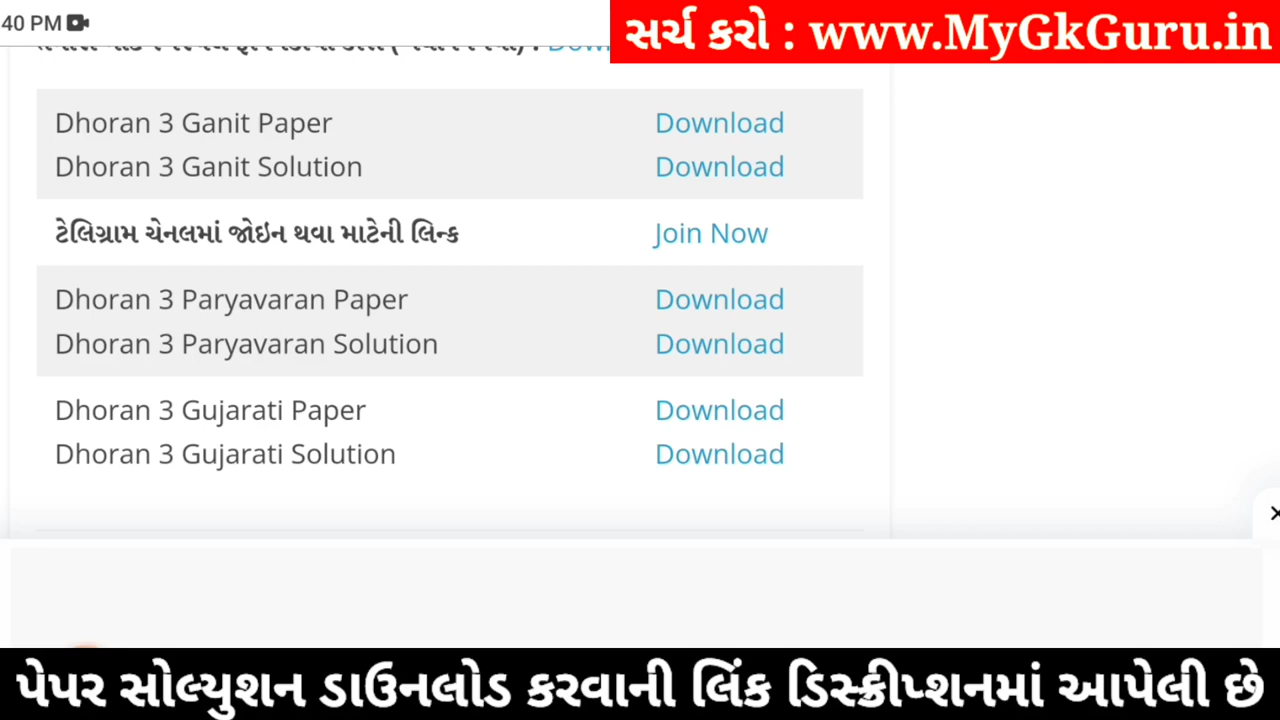 40 PM
સર્ચ કરો : www.MyGkGuru.in
Dhoran 3 Ganit Paper Download
Dhoran 3 Ganit Solution Download
ટેલિગ્રામ ચેનલમાં જોઇન થવા માટેની લિન્ક Join Now
Dhoran 3 Paryavaran Paper Download
Dhoran 3 Paryavaran Solution Download
Dhoran 3 Gujarati Paper Download
Dhoran 3 Gujarati Solution Download
પેપર સોલ્યુશન ડાઉનલોડ કરવાની લિંક ડિસ્ક્રીપ્શનમાં આપેલી છે